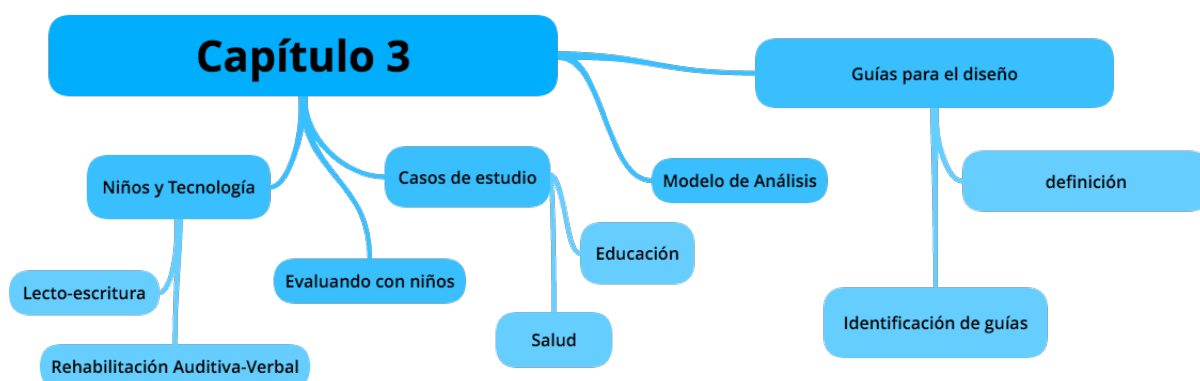 Capítulo 3
Guías para el diseño
Niños y Tecnología
Casos de estudio
Modelo de Análisis
definición
Educación
Lecto-escritura
Evaluando con niños
Identificación de guías
Salud
Rehabilitación Auditiva-Verbal